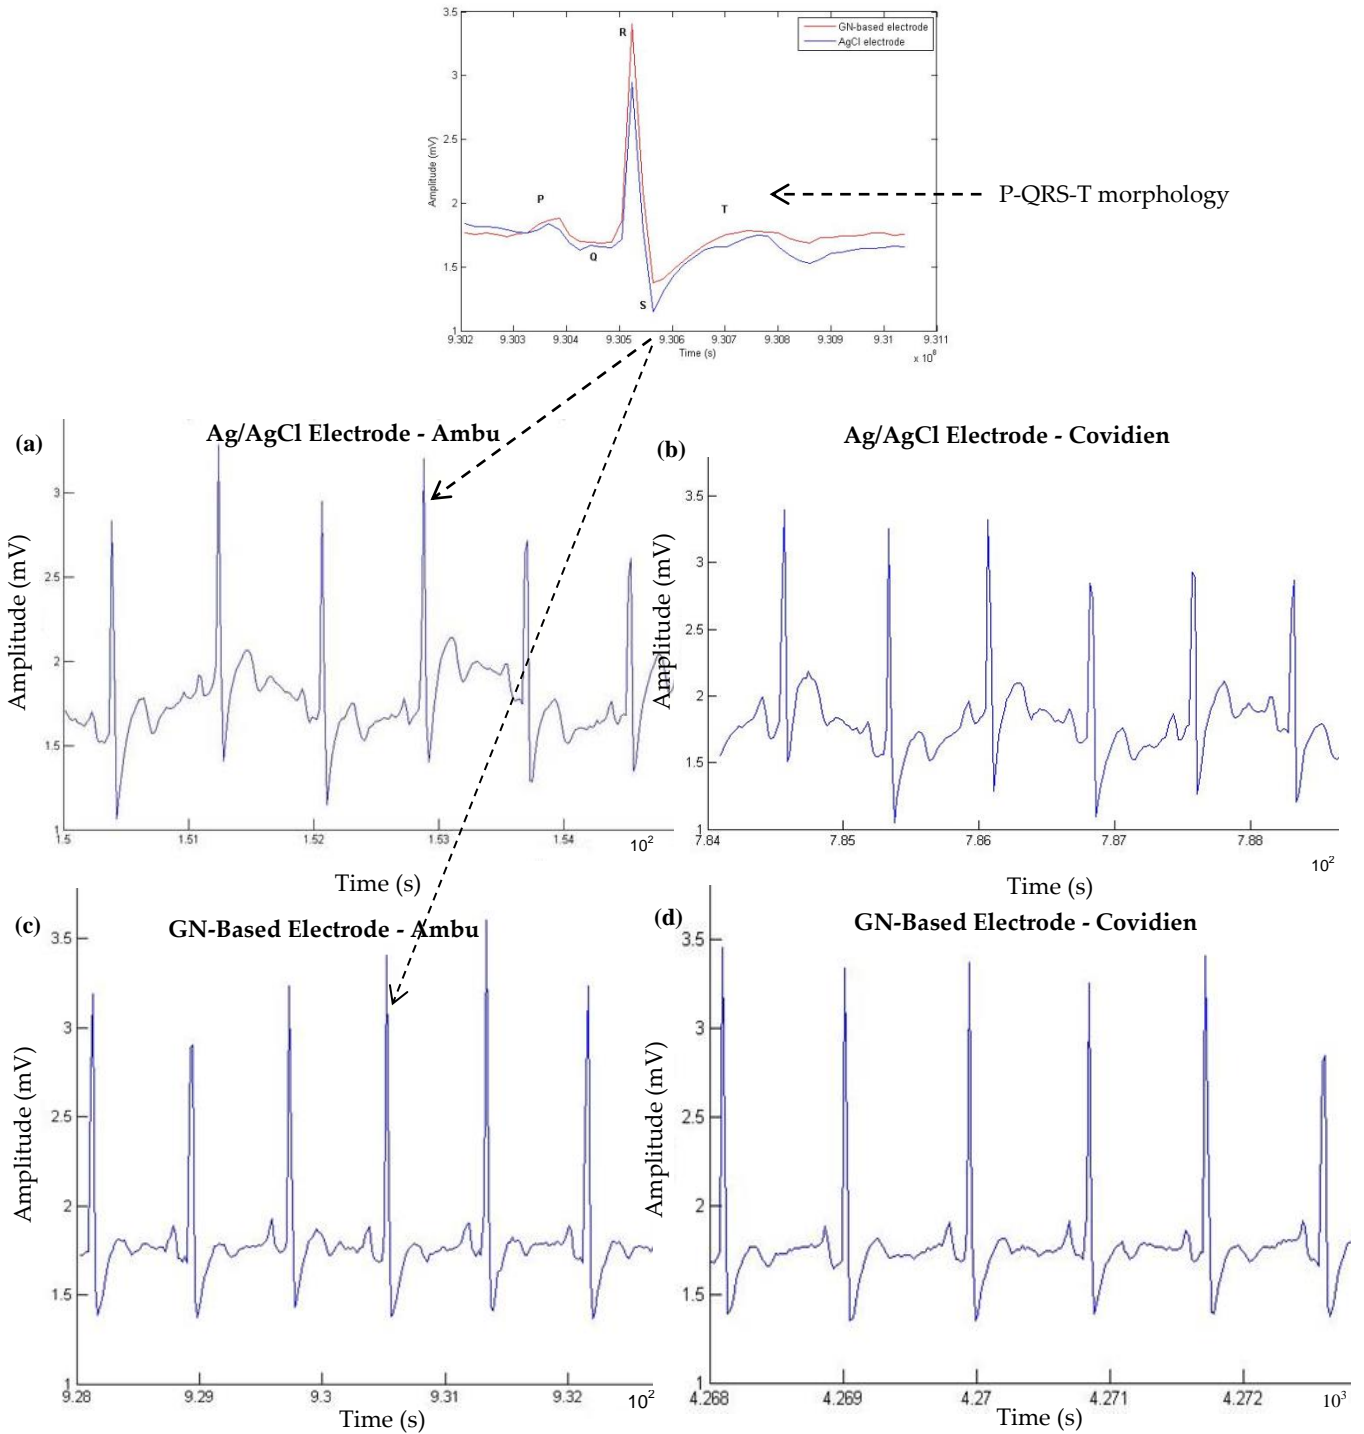 3.5
3
2.5
2
1.5
1
Amplitude (mV)
GN-based electrode
AgCl electrode
R
P
Q
S
T
9.302 9.303 9.304 9.305 9.306 9.307 9.308 9.309 9.31 9.311
Time (s)
x 10⁸
P-QRS-T morphology
(a)
Ag/AgCl Electrode - Ambu
3
2.5
2
1.5
1
Amplitude (mV)
1.5 1.51 1.52 1.53 1.54
10²
Time (s)
(b)
Ag/AgCl Electrode - Covidien
3.5
3
2.5
2
1.5
1
Amplitude (mV)
7.84 7.85 7.86 7.87 7.88
10²
Time (s)
(c)
GN-Based Electrode - Ambu
3.5
3
2.5
2
1.5
1
Amplitude (mV)
9.28 9.29 9.3 9.31 9.32
10²
Time (s)
(d)
GN-Based Electrode - Covidien
3.5
3
2.5
2
1.5
1
Amplitude (mV)
4.268 4.269 4.27 4.271 4.272
10³
Time (s)